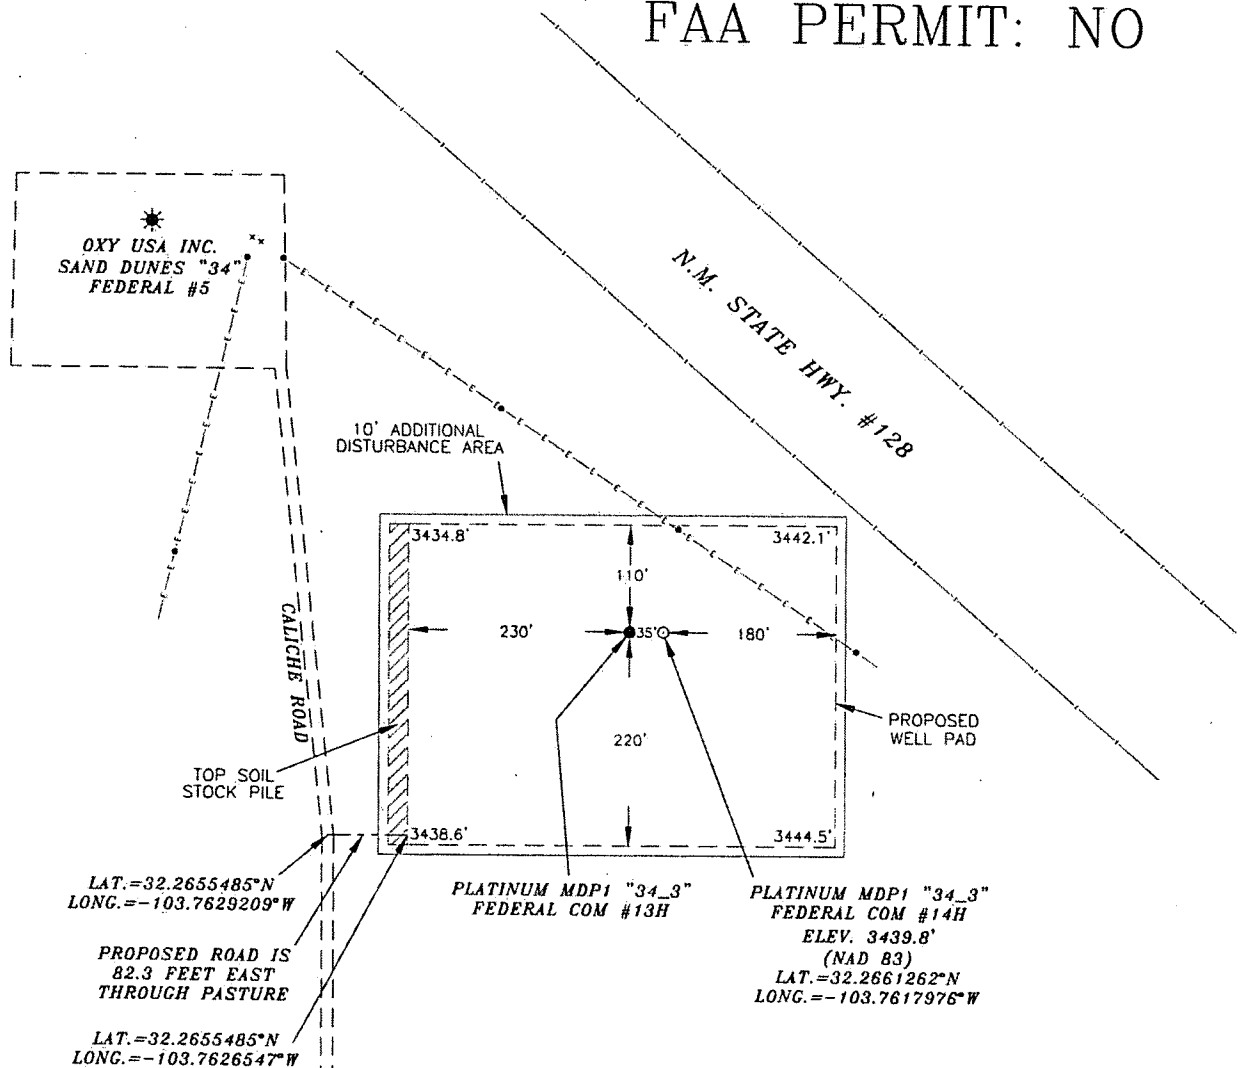 FAA PERMIT: NO
OXY USA INC.
SAND DUNES "34"
FEDERAL #5
N.M. STATE HWY. #128
10' ADDITIONAL
DISTURBANCE AREA
3434.8'
3442.1'
110'
230'
35'
180'
CALICHE ROAD
PROPOSED
WELL PAD
220'
TOP SOIL
STOCK PILE
3438.6'
3444.5'
LAT.=32.2655485°N
LONG.=-103.7629209°W
PLATINUM MDP1 "34_3"
FEDERAL COM #13H
PLATINUM MDP1 "34_3"
FEDERAL COM #14H
ELEV. 3439.8'
(NAD 83)
LAT.=32.2661262°N
LONG.=-103.7617976°W
PROPOSED ROAD IS
82.3 FEET EAST
THROUGH PASTURE
LAT.=32.2655485°N
LONG.=-103.7626547°W